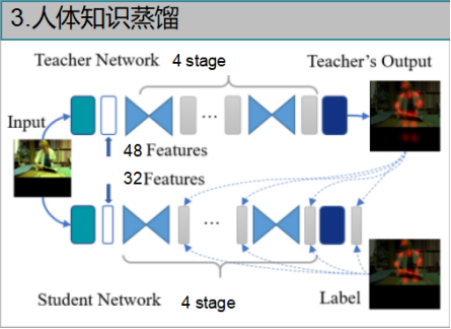 3.人体知识蒸馏
Teacher Network 4 stage Teacher's Output
Input
...
48 Features
32Features
...
Student Network 4 stage Label